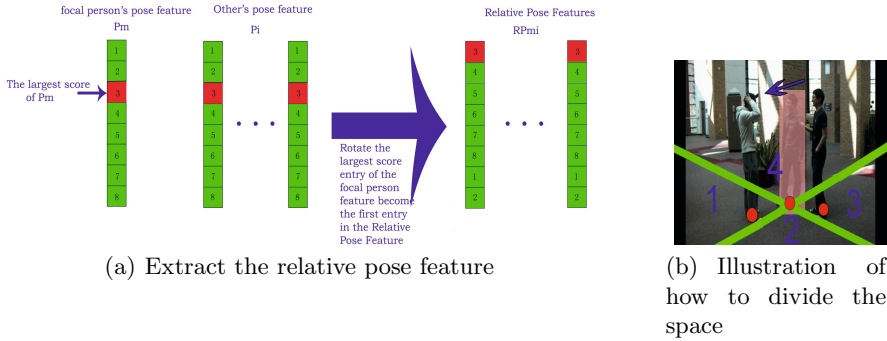 focal person's pose feature
Pm
Other's pose feature
Pi
Relative Pose Features
RPmi
The largest score
of Pm
1
2
3
4
5
6
7
8
1
2
3
4
5
6
7
8
1
2
3
4
5
6
7
8
• • •
Rotate the
largest score
entry of the
focal person
feature become
the first entry
in the Relative
Pose Feature
3
4
5
6
7
8
1
2
• • •
3
4
5
6
7
8
1
2
(a) Extract the relative pose feature
4
1
3
2
(b) Illustration of
how to divide the
space